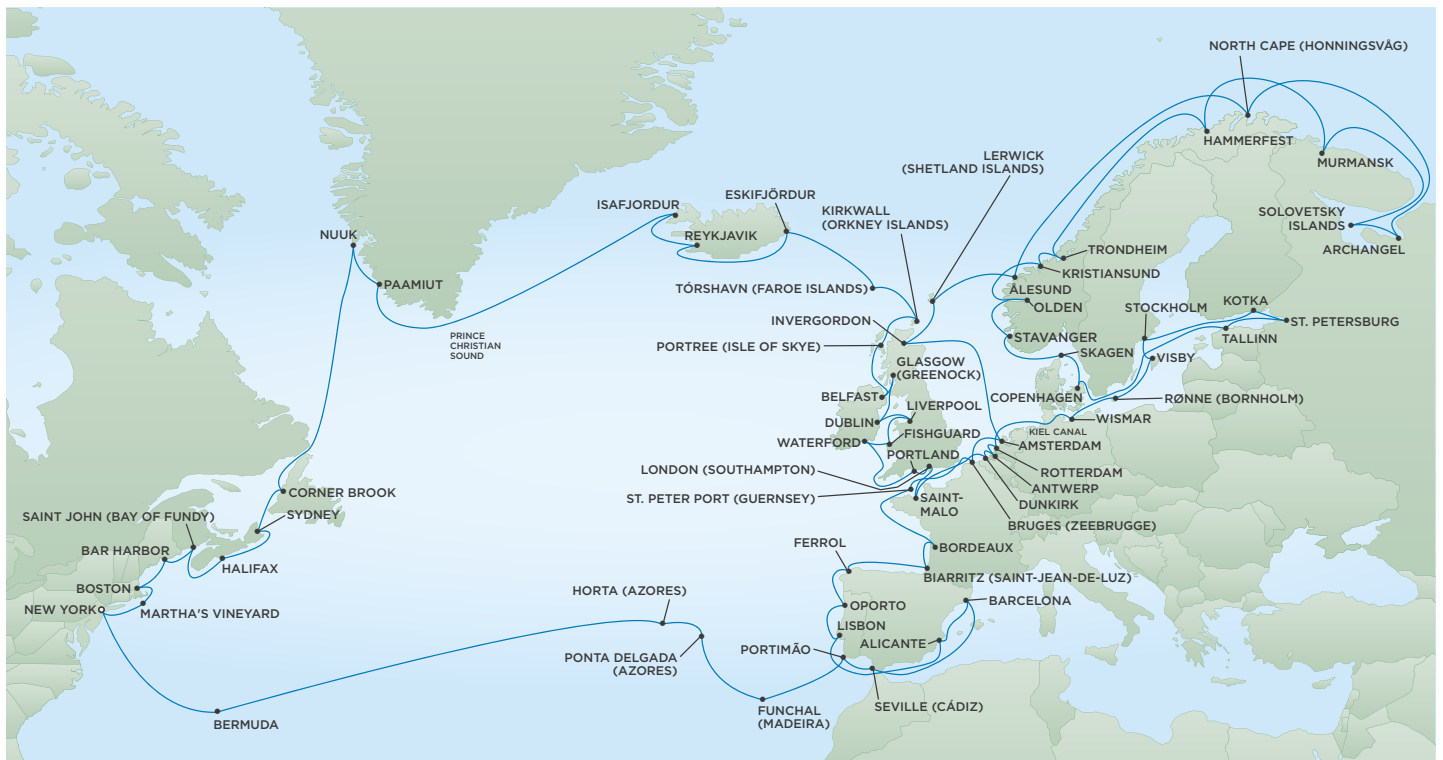 NORTH CAPE (HONNINGSVÅG)
HAMMERFEST
MURMANSK
LERWICK
(SHETLAND ISLANDS)
ESKIFJÖRDUR
ISAFJORDUR
KIRKWALL
(ORKNEY ISLANDS)
SOLOVETSKY
ISLANDS
NUUK
REYKJAVIK
ARCHANGEL
TRONDHEIM
KRISTIANSUND
PAAMIUT
TÓRSHAVN (FAROE ISLANDS)
ÅLESUND
OLDEN
STOCKHOLM
KOTKA
INVERGORDON
ST. PETERSBURG
PRINCE
CHRISTIAN
SOUND
PORTREE (ISLE OF SKYE)
STAVANGER
TALLINN
SKAGEN
VISBY
GLASGOW
(GREENOCK)
BELFAST
COPENHAGEN
RØNNE (BORNHOLM)
LIVERPOOL
DUBLIN
WISMAR
FISHGUARD
KIEL CANAL
WATERFORD
AMSTERDAM
PORTLAND
LONDON (SOUTHAMPTON)
ROTTERDAM
ANTWERP
ST. PETER PORT (GUERNSEY)
SAINT-
MALO
DUNKIRK
BRUGES (ZEEBRUGGE)
CORNER BROOK
SAINT JOHN (BAY OF FUNDY)
SYDNEY
BAR HARBOR
HALIFAX
FERROL
BORDEAUX
BIARRITZ (SAINT-JEAN-DE-LUZ)
BOSTON
NEW YORK
MARTHA'S VINEYARD
HORTA (AZORES)
OPORTO
BARCELONA
LISBON
ALICANTE
PORTIMÃO
PONTA DELGADA
(AZORES)
BERMUDA
FUNCHAL
(MADEIRA)
SEVILLE (CÁDIZ)